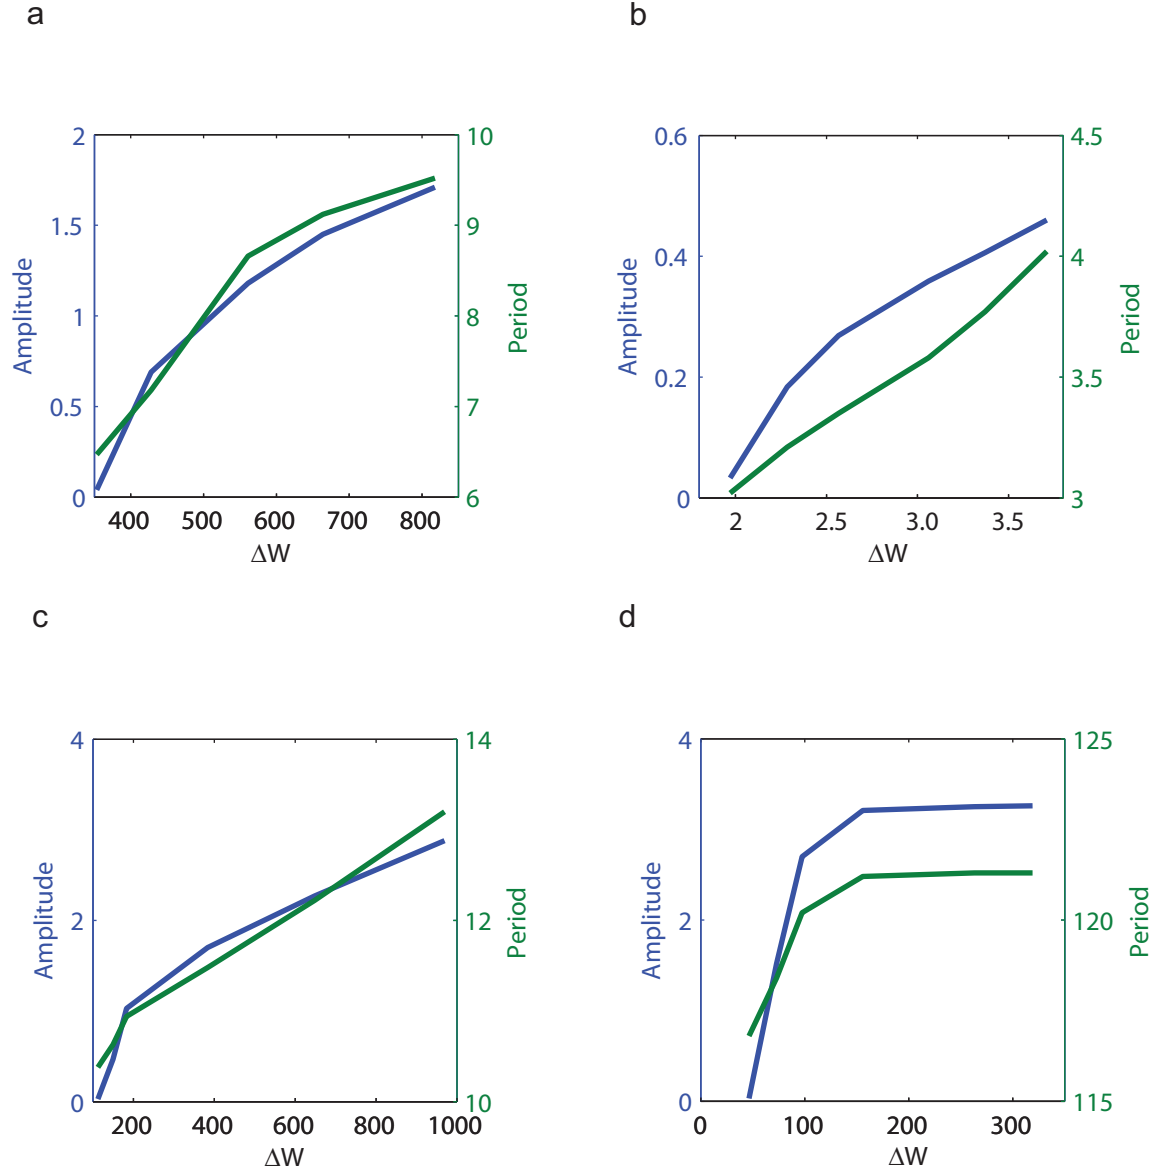 a
2
1.5
1
0.5
0
Amplitude
10
9
8
7
6
Period
400 500 600 700 800
ΔW
b
0.6
0.4
0.2
0
Amplitude
4.5
4
3.5
3
Period
2 2.5 3.0 3.5
ΔW
c
4
2
0
Amplitude
14
12
10
Period
200 400 600 800 1000
ΔW
d
4
2
0
Amplitude
125
120
115
Period
0 100 200 300
ΔW